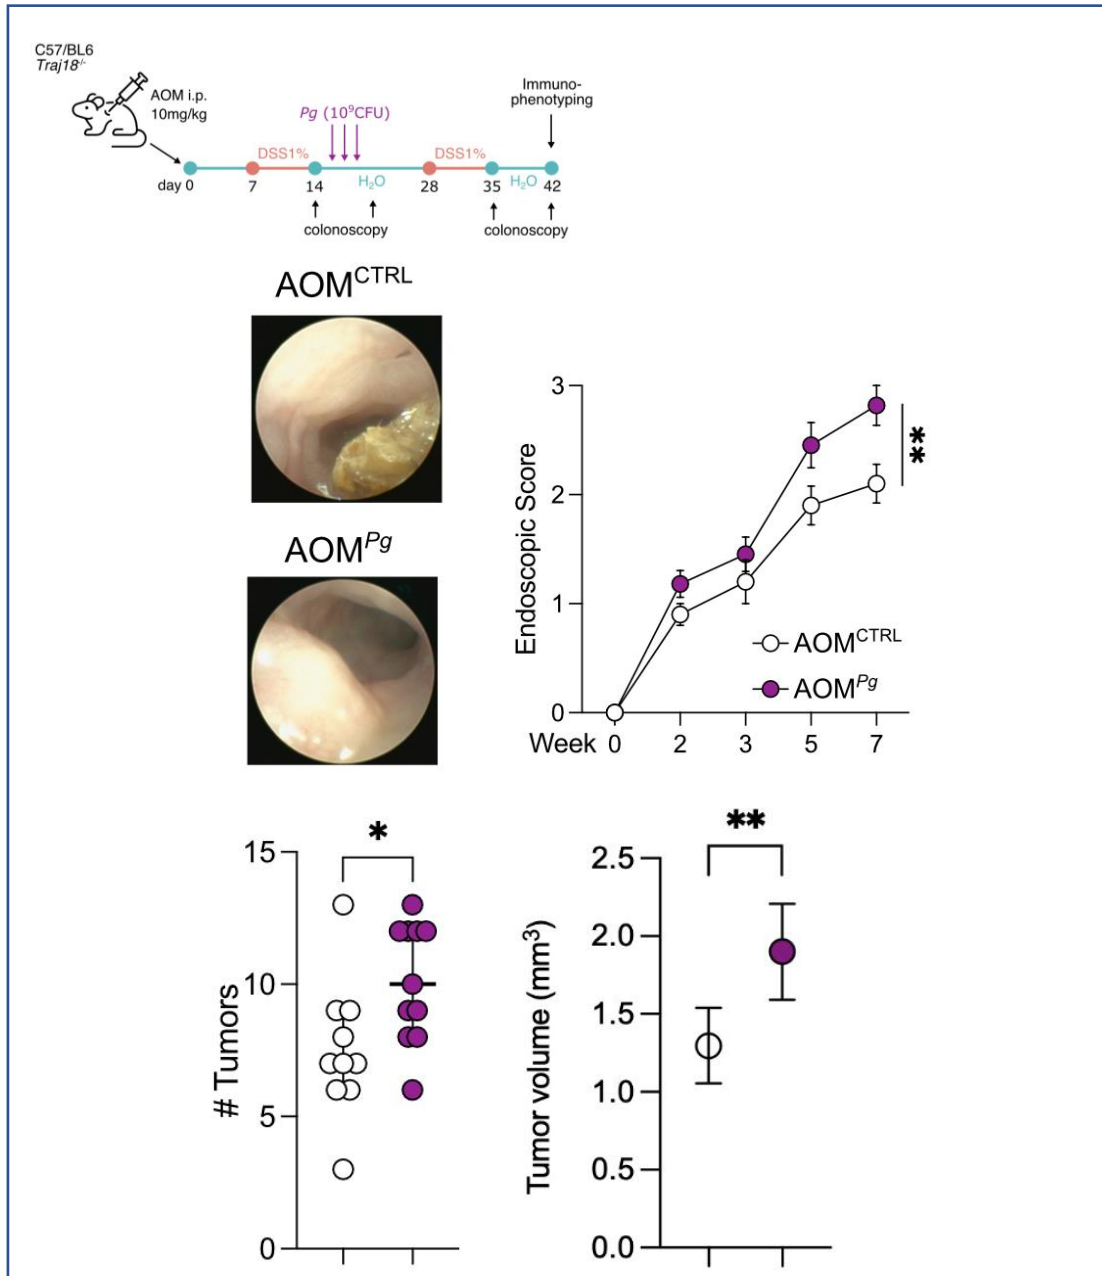 C57/BL6
Traj18-/-
AOM i.p.
10mg/kg
Pg (10⁹CFU)
Immuno-
phenotyping
DSS1%
DSS1%
H₂O
H₂O
day 0
7
14
28
35
42
colonoscopy
colonoscopy
AOMCTRL
AOMPg
Endoscopic Score
3
2
1
0
**
AOMCTRL
AOMPg
Week 0 2 3 5 7
# Tumors
15
10
5
0
*
Tumor volume (mm³)
2.5
2.0
1.5
1.0
0.5
0.0
**